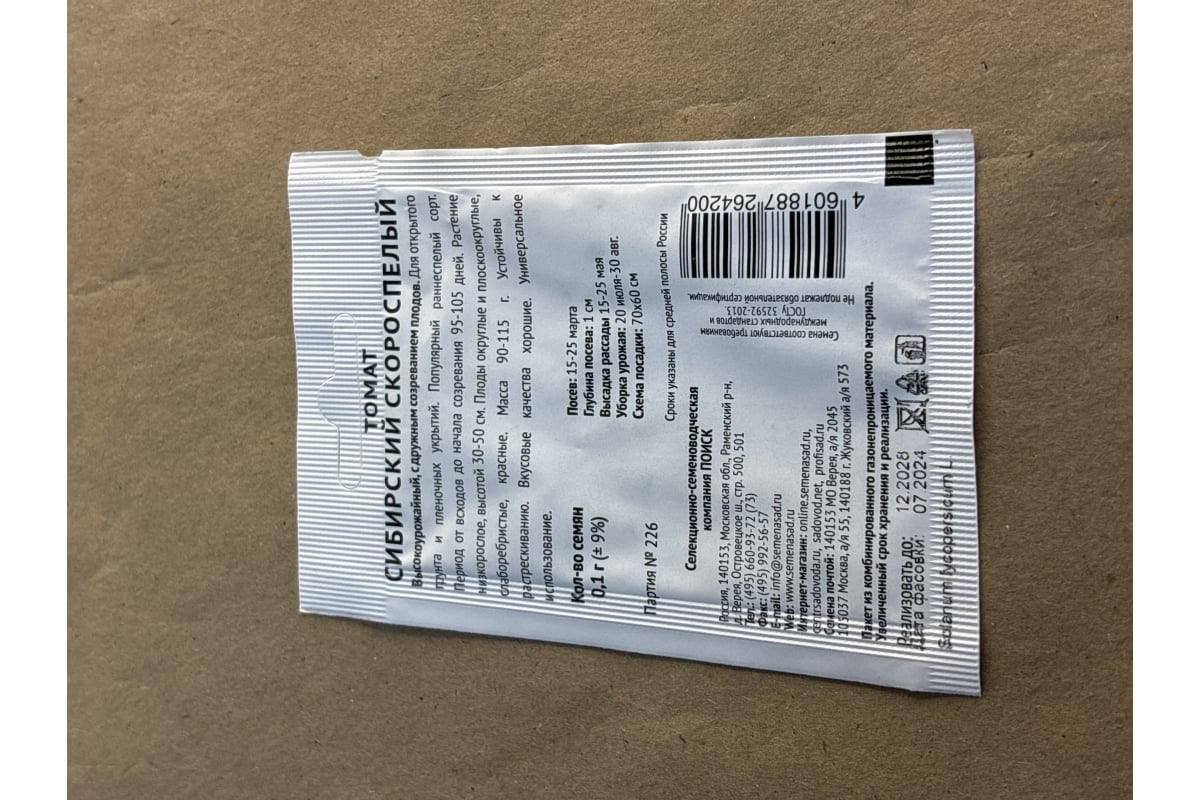 ТОМАТ
СИБИРСКИЙ СКОРОСПЕЛЫЙ
Высокоурожайный, с дружным созреванием плодов. Для открытого
грунта и пленочных укрытий. Популярный раннеспелый сорт.
Период от всходов до начала созревания 95-105 дней. Растение
низкорослое, высотой 30-50 см. Плоды округлые и плоскоокруглые,
слаборебристые, красные. Масса 90-115 г. Устойчивы к
растрескиванию. Вкусовые качества хорошие. Универсальное
использование.
Кол-во семян
0,1 г (± 9%)
Посев: 15-25 марта
Глубина посева: 1 см
Высадка рассады 15-25 мая
Уборка урожая: 20 июля-30 авг.
Схема посадки: 70х60 см
Партия № 226
Сроки указаны для средней полосы России
Селекционно-семеноводческая
компания ПОИСК
Россия, 140153, Московская обл., Раменский р-н,
д. Верея, Островецкое ш., стр. 500, 501
Тел.: (495) 660-93-72 (73)
Факс: (495) 992-56-57
E-mail: info@semenasad.ru
Web: www.semenasad.ru
Интернет-магазин: online.semenasad.ru,
centrsadovoda.ru, sadovod.net, profisad.ru
Семена почтой: 140153 МО Верея, а/я 2045
105037 Москва, а/я 55, 140188 г. Жуковский а/я 573
Семена соответствуют требованиям
международных стандартов и
ГОСТу 32592-2013.
Не подлежат обязательной сертификации.
4 601887 264200
Пакет из комбинированного газонепроницаемого материала.
Увеличенный срок хранения и реализации.
Реализовать до: 12.2028
Дата фасовки: 07 2024
Solanum lycopersicum L.